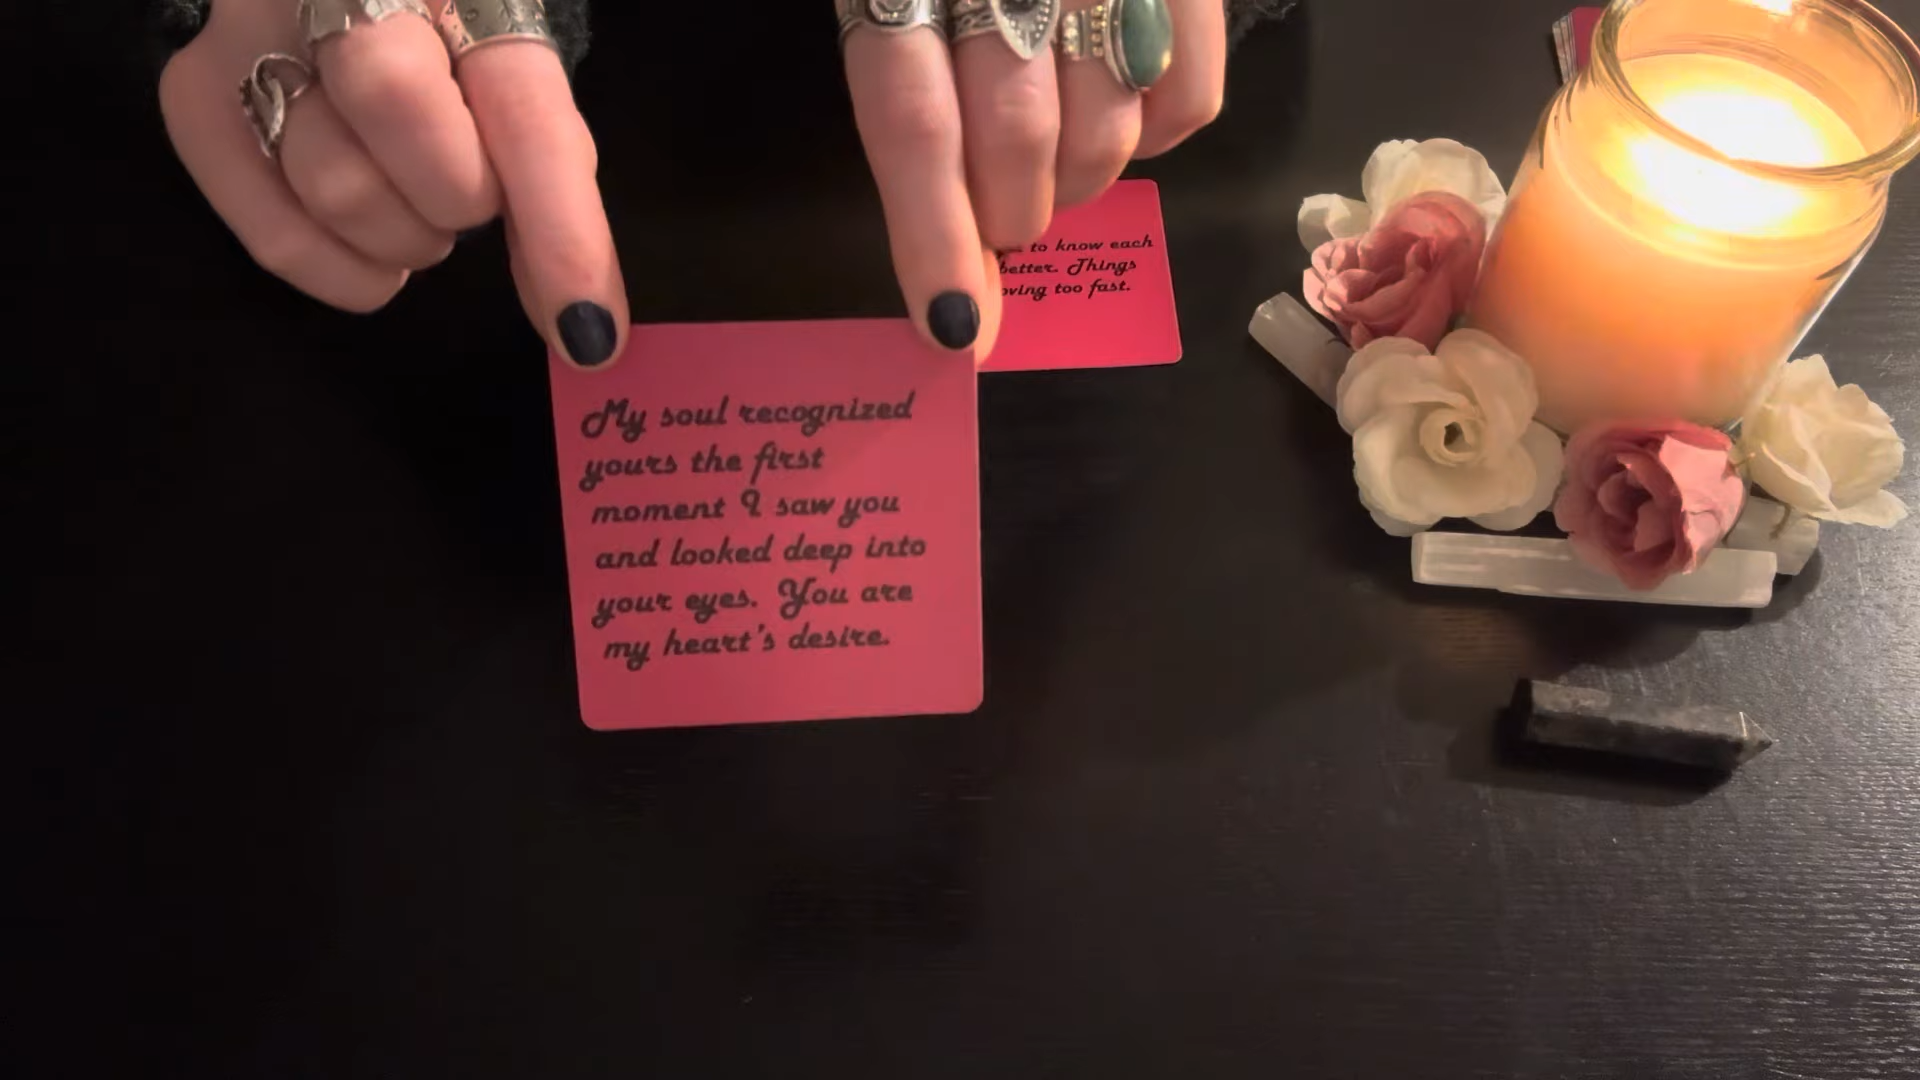 to know each
better. Things
too fast.
My soul recognized
yours the first
moment I saw you
and looked deep into
your eyes. You are
my heart's desire.